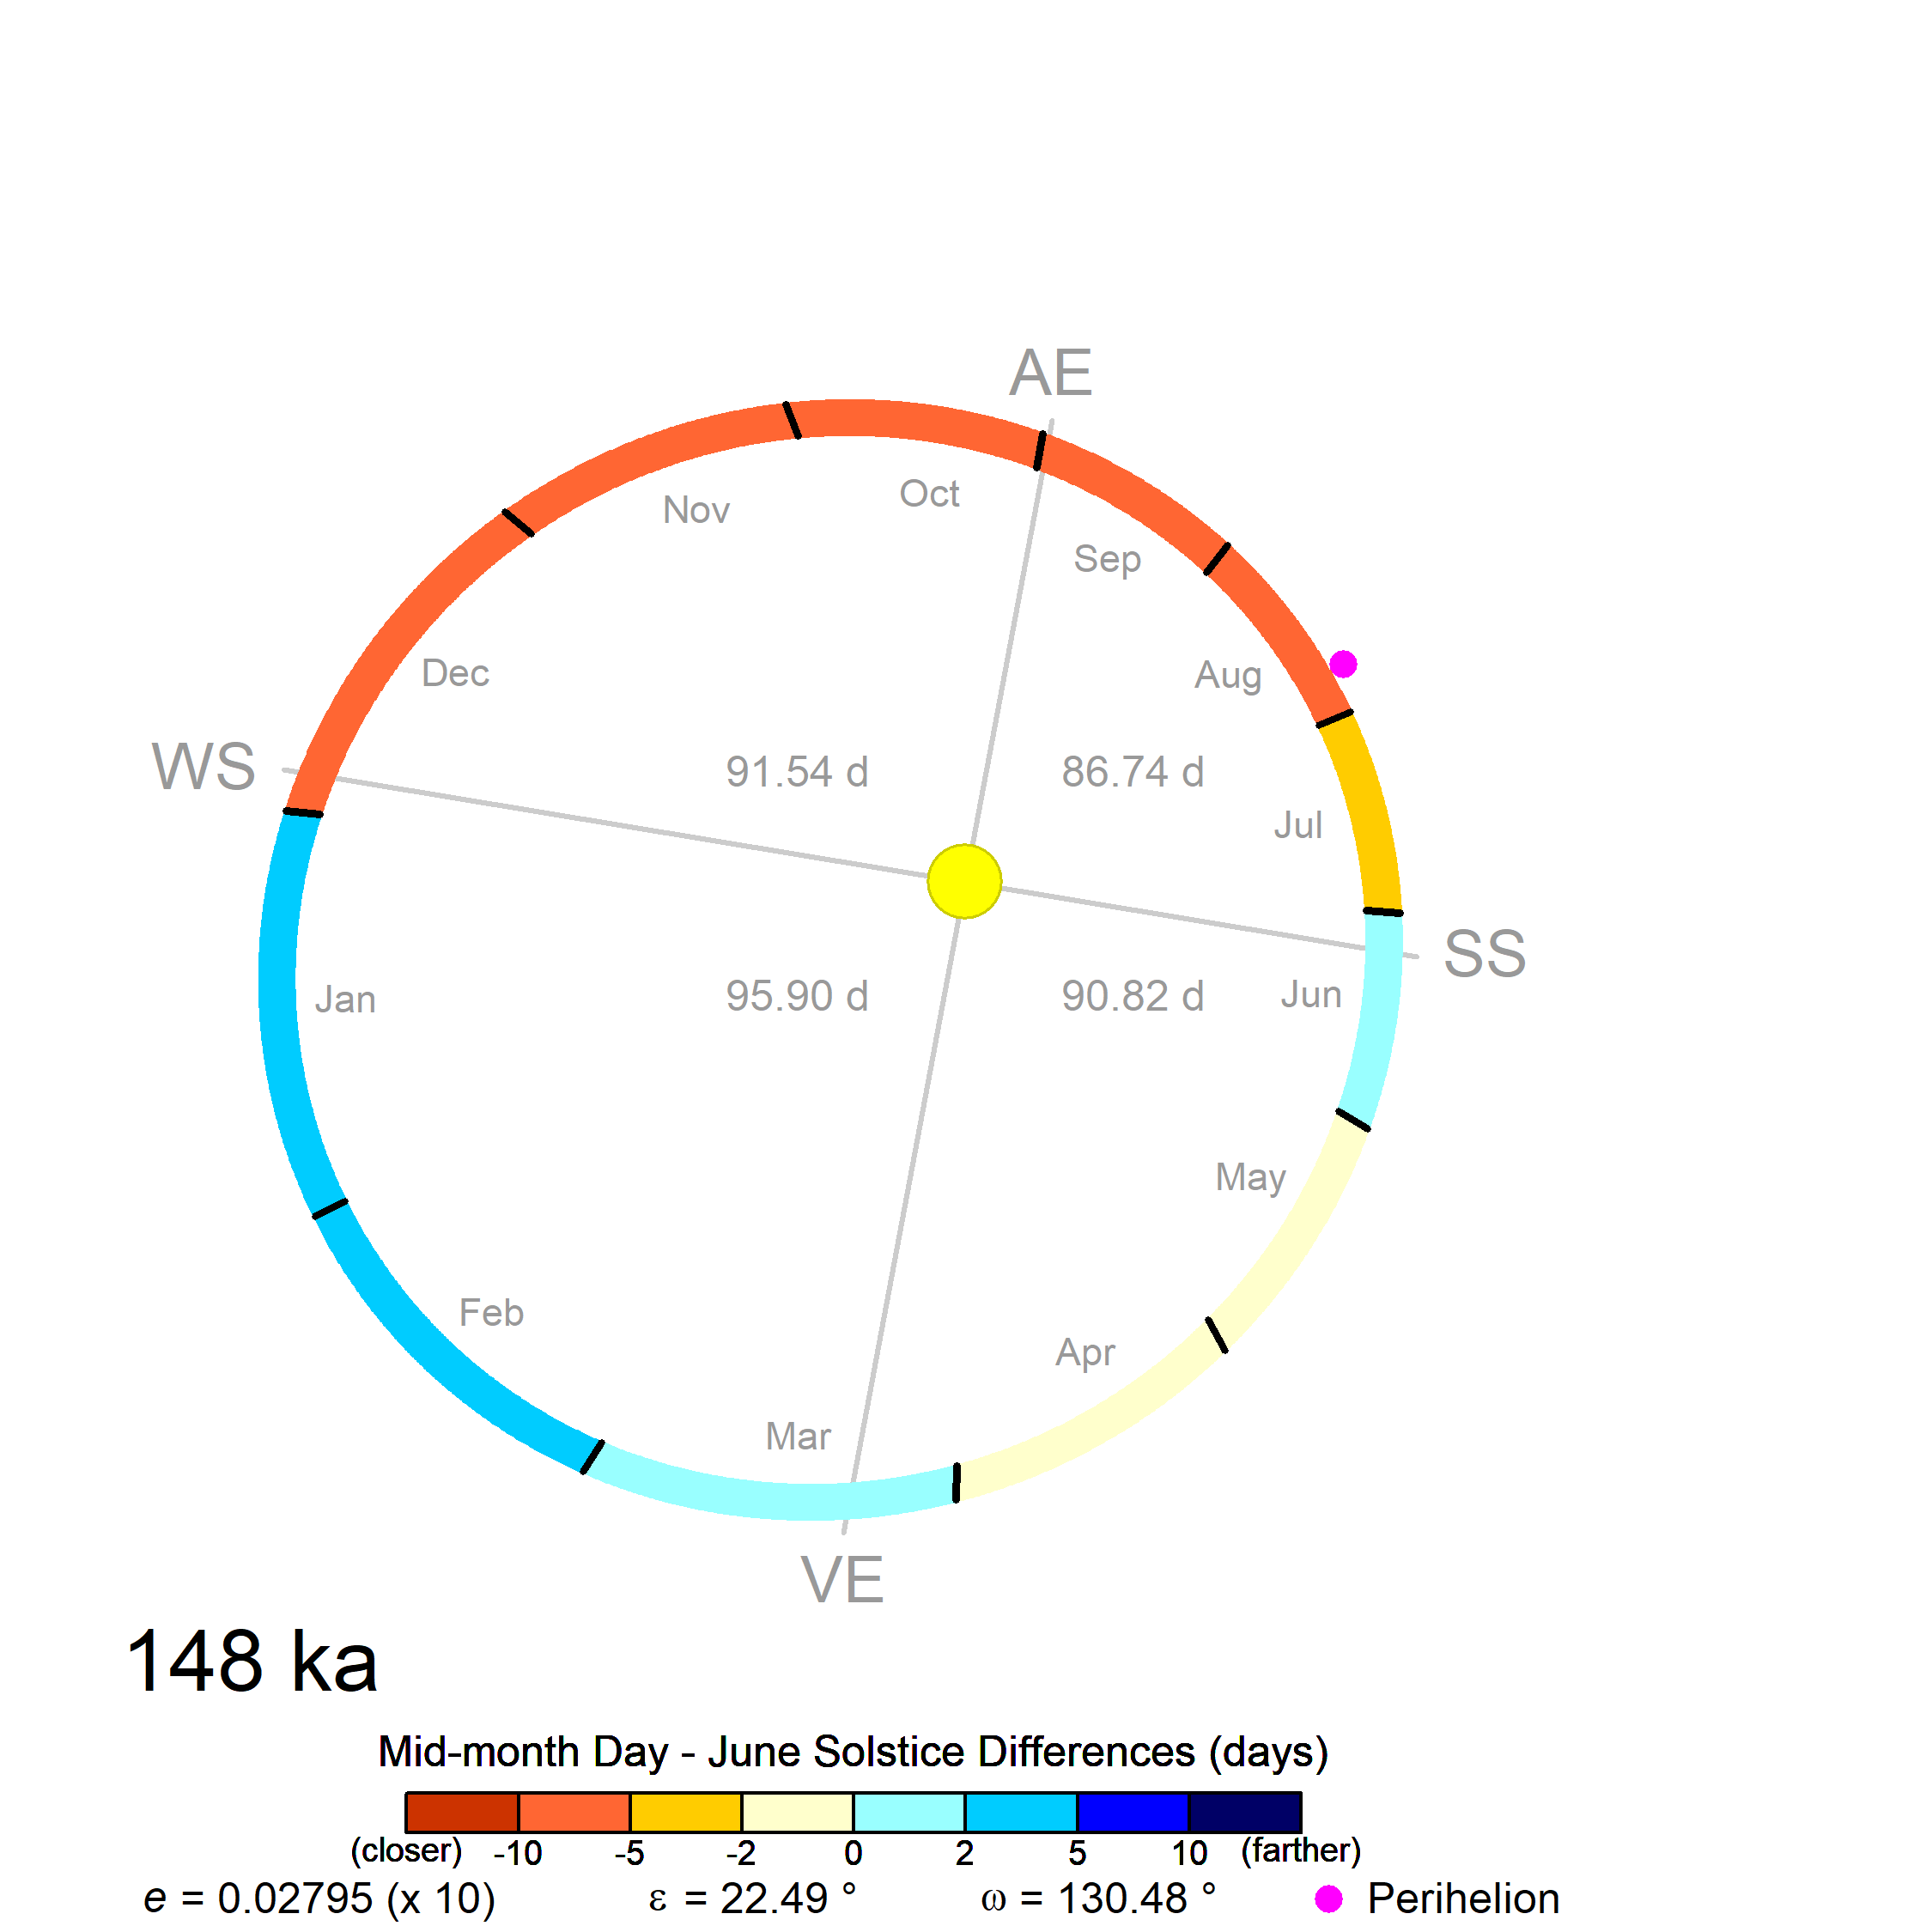 AE
Oct
Nov
Sep
Dec
Aug
WS
91.54 d
86.74 d
Jul
SS
95.90 d
90.82 d
Jun
Jan
May
Feb
Apr
Mar
VE
148 ka
Mid-month Day - June Solstice Differences (days)
(closer) -10 -5 -2 0 2 5 10 (farther)
e = 0.02795 (x 10) ε = 22.49 ° ω = 130.48 ° Perihelion